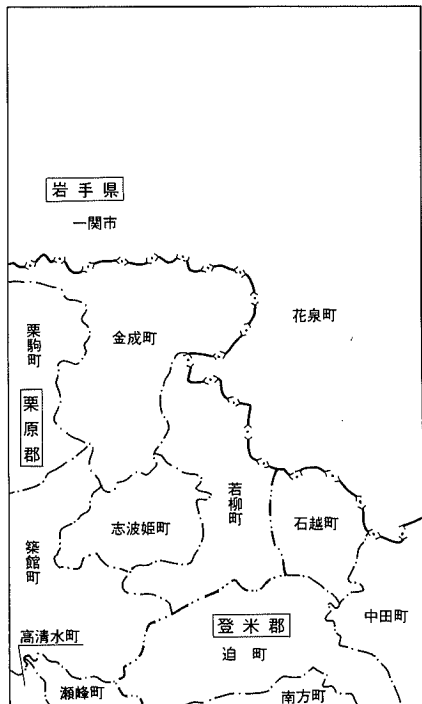 岩手県
一関市
花泉町
栗駒町
金成町
栗原郡
若柳町
石越町
志波姫町
築館町
中田町
登米郡
迫町
高清水町
瀬峰町
南方町